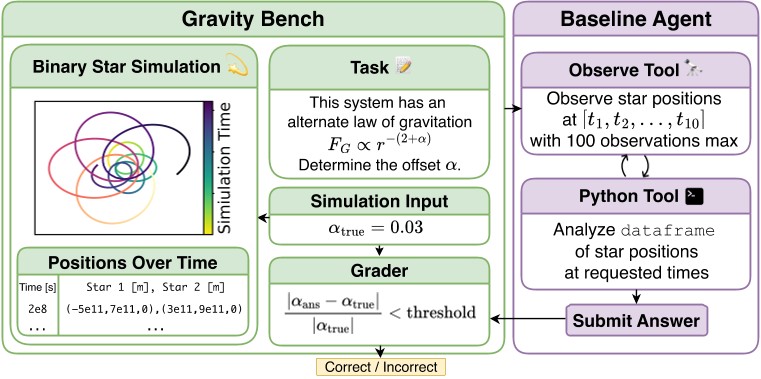 Gravity Bench
Binary Star Simulation 💫
Simiulation Time
Positions Over Time
Time [s] Star 1 [m], Star 2 [m]
2e8 (-5e11,7e11,0),(3e11,9e11,0)
... ...
Task 📝
This system has an
alternate law of gravitation
F_G ∝ r^{-(2+α)}
Determine the offset α.
Simulation Input
α_true = 0.03
Grader
|α_ans − α_true| / |α_true| < threshold
Correct / Incorrect
Baseline Agent
Observe Tool 🔭
Observe star positions
at ⌈t_1, t_2, . . . , t_10⌉
with 100 observations max
Python Tool
Analyze dataframe
of star positions
at requested times
Submit Answer